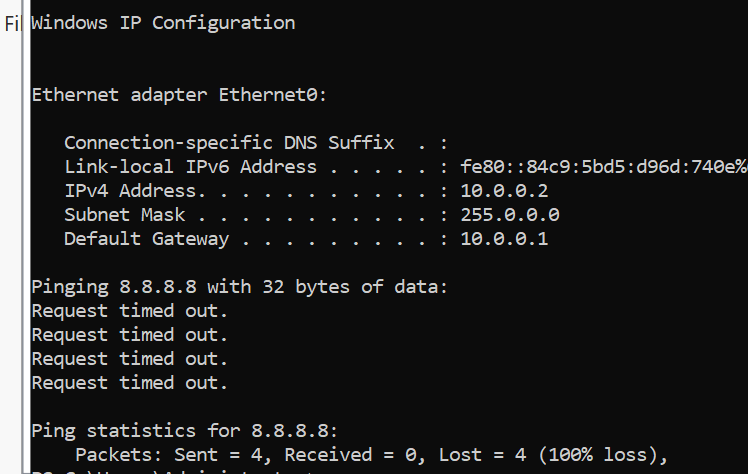 Fil
Windows IP Configuration
Ethernet adapter Ethernet0:
Connection-specific DNS Suffix . :
Link-local IPv6 Address . . . . . : fe80::84c9:5bd5:d96d:740e%
IPv4 Address. . . . . . . . . . . : 10.0.0.2
Subnet Mask . . . . . . . . . . . : 255.0.0.0
Default Gateway . . . . . . . . . : 10.0.0.1
Pinging 8.8.8.8 with 32 bytes of data:
Request timed out.
Request timed out.
Request timed out.
Request timed out.
Ping statistics for 8.8.8.8:
Packets: Sent = 4, Received = 0, Lost = 4 (100% loss),